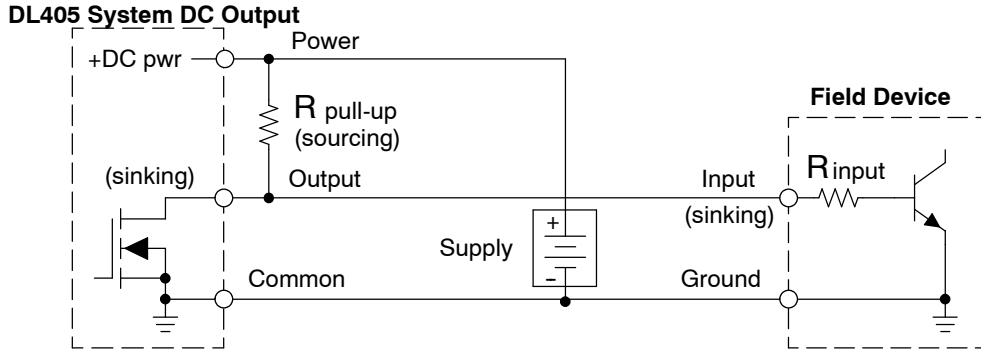 DL405 System DC Output
+DC pwr
Power
R pull-up
(sourcing)
Field Device
(sinking)
Output
Input
(sinking)
R input
+
Supply
–
Common
Ground